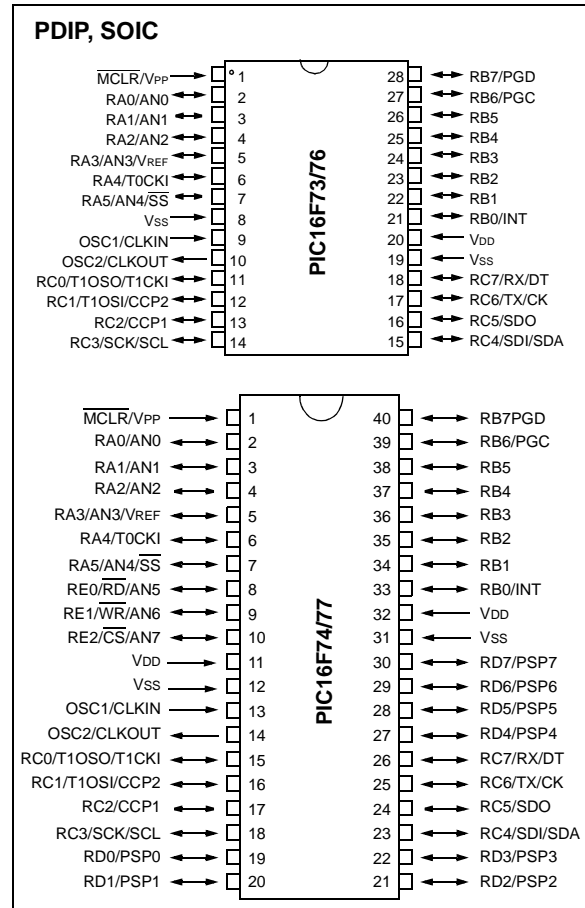 PDIP, SOIC
MCLR/VPP 1 28 RB7/PGD
RA0/AN0 2 27 RB6/PGC
RA1/AN1 3 26 RB5
RA2/AN2 4 25 RB4
RA3/AN3/VREF 5 24 RB3
RA4/T0CKI 6 23 RB2
RA5/AN4/SS 7 22 RB1
VSS 8 21 RB0/INT
OSC1/CLKIN 9 20 VDD
OSC2/CLKOUT 10 19 VSS
RC0/T1OSO/T1CKI 11 18 RC7/RX/DT
RC1/T1OSI/CCP2 12 17 RC6/TX/CK
RC2/CCP1 13 16 RC5/SDO
RC3/SCK/SCL 14 15 RC4/SDI/SDA
PIC16F73/76
MCLR/VPP 1 40 RB7PGD
RA0/AN0 2 39 RB6/PGC
RA1/AN1 3 38 RB5
RA2/AN2 4 37 RB4
RA3/AN3/VREF 5 36 RB3
RA4/T0CKI 6 35 RB2
RA5/AN4/SS 7 34 RB1
RE0/RD/AN5 8 33 RB0/INT
RE1/WR/AN6 9 32 VDD
RE2/CS/AN7 10 31 VSS
VDD 11 30 RD7/PSP7
VSS 12 29 RD6/PSP6
OSC1/CLKIN 13 28 RD5/PSP5
OSC2/CLKOUT 14 27 RD4/PSP4
RC0/T1OSO/T1CKI 15 26 RC7/RX/DT
RC1/T1OSI/CCP2 16 25 RC6/TX/CK
RC2/CCP1 17 24 RC5/SDO
RC3/SCK/SCL 18 23 RC4/SDI/SDA
RD0/PSP0 19 22 RD3/PSP3
RD1/PSP1 20 21 RD2/PSP2
PIC16F74/77